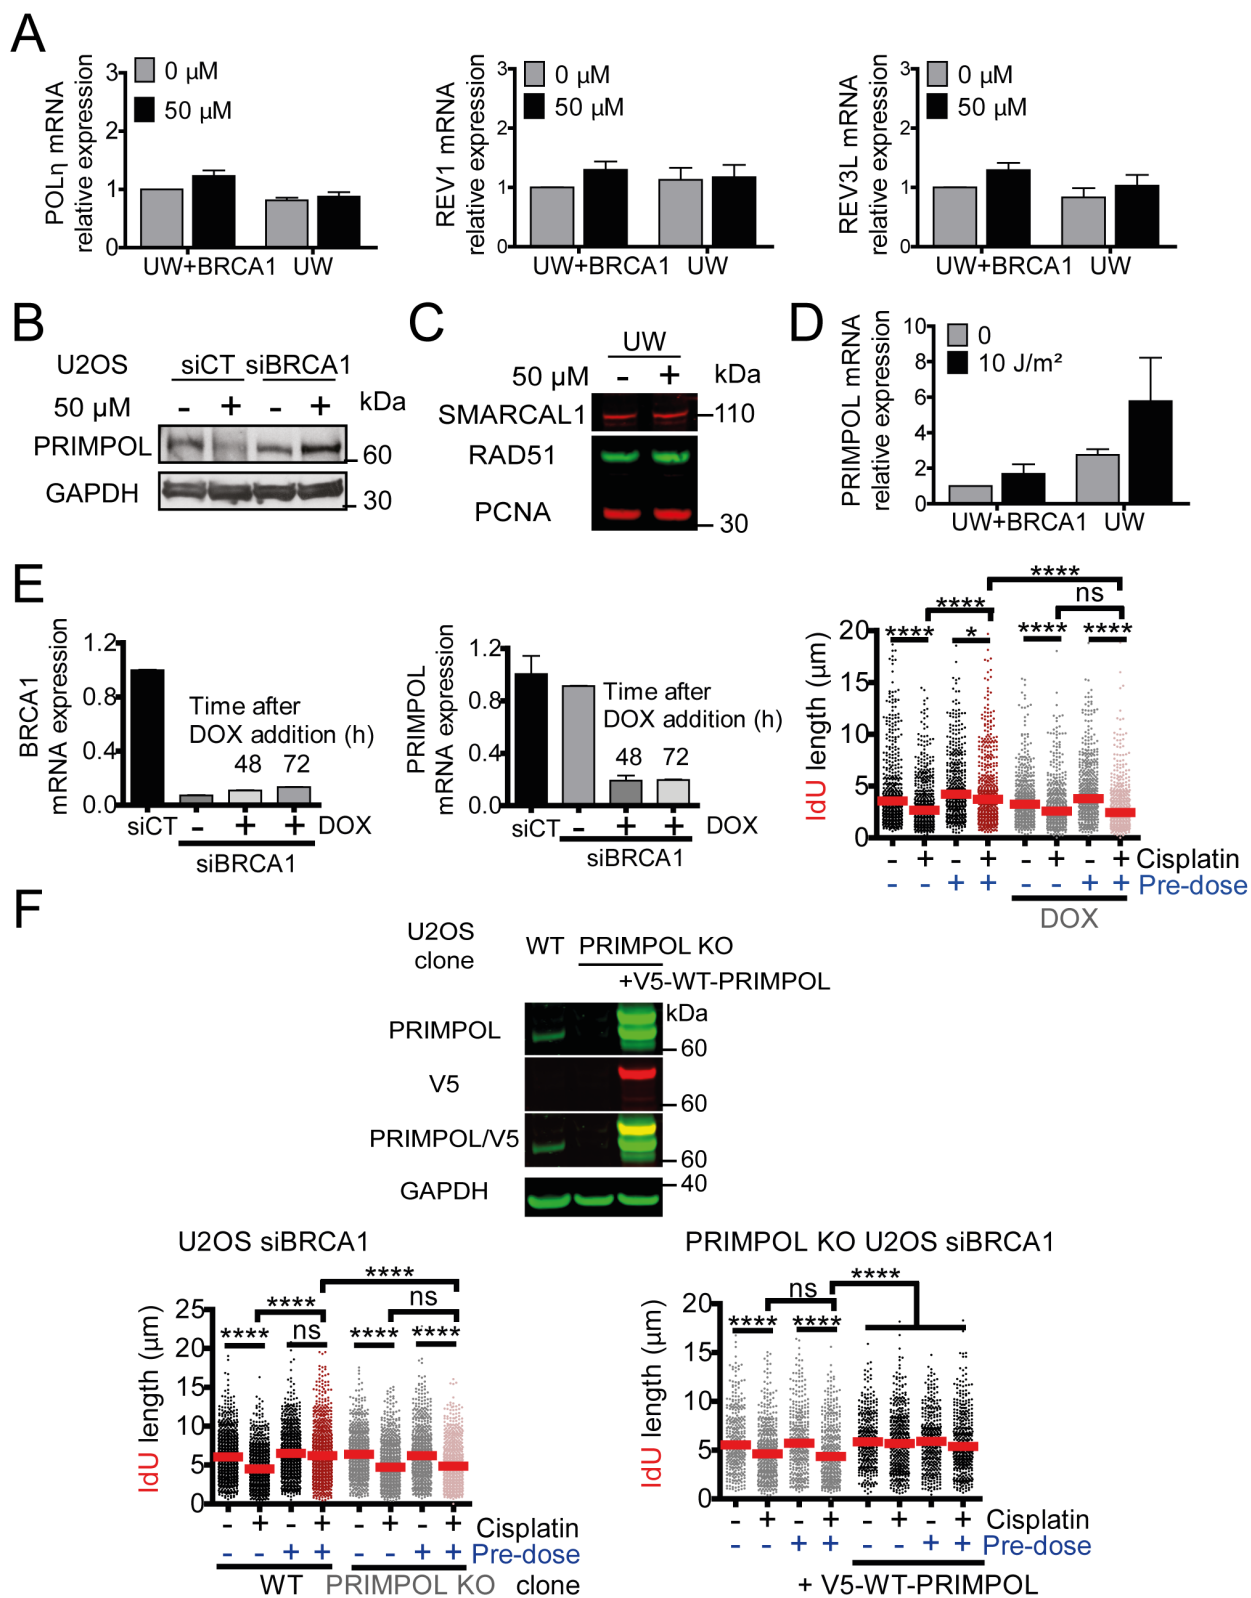 A
POLη mRNA
relative expression
3
2
1
0
0 µM
50 µM
UW+BRCA1 UW
REV1 mRNA
relative expression
3
2
1
0
0 µM
50 µM
UW+BRCA1 UW
REV3L mRNA
relative expression
3
2
1
0
0 µM
50 µM
UW+BRCA1 UW
B
U2OS siCT siBRCA1
50 µM - + - + kDa
PRIMPOL
60
GAPDH
30
C
UW
50 µM - + kDa
SMARCAL1 110
RAD51
PCNA
30
D
PRIMPOL mRNA
relative expression
10
8
6
4
2
0
0
10 J/m²
UW+BRCA1 UW
E
BRCA1
mRNA expression
1.2
0.8
0.4
0.0
Time after
DOX addition (h)
48 72
siCT - + + DOX
siBRCA1
PRIMPOL
mRNA expression
1.2
0.8
0.4
0.0
Time after
DOX addition (h)
48 72
siCT - + + DOX
siBRCA1
IdU length (µm)
20
15
10
5
0
****
**** ns
**** * **** ****
- + - + - + - + Cisplatin
- - + + - - + + Pre-dose
DOX
F
U2OS
clone
WT PRIMPOL KO
+V5-WT-PRIMPOL
kDa
PRIMPOL
60
V5
60
PRIMPOL/V5
60
40
GAPDH
U2OS siBRCA1
IdU length (µm)
25
20
15
10
5
0
****
**** ns
**** ns **** ****
- + - + - + - + Cisplatin
- - + + - - + + Pre-dose
WT PRIMPOL KO clone
PRIMPOL KO U2OS siBRCA1
IdU length (µm)
20
15
10
5
0
ns ****
**** ****
- + - + - + - + Cisplatin
- - + + - - + + Pre-dose
+ V5-WT-PRIMPOL